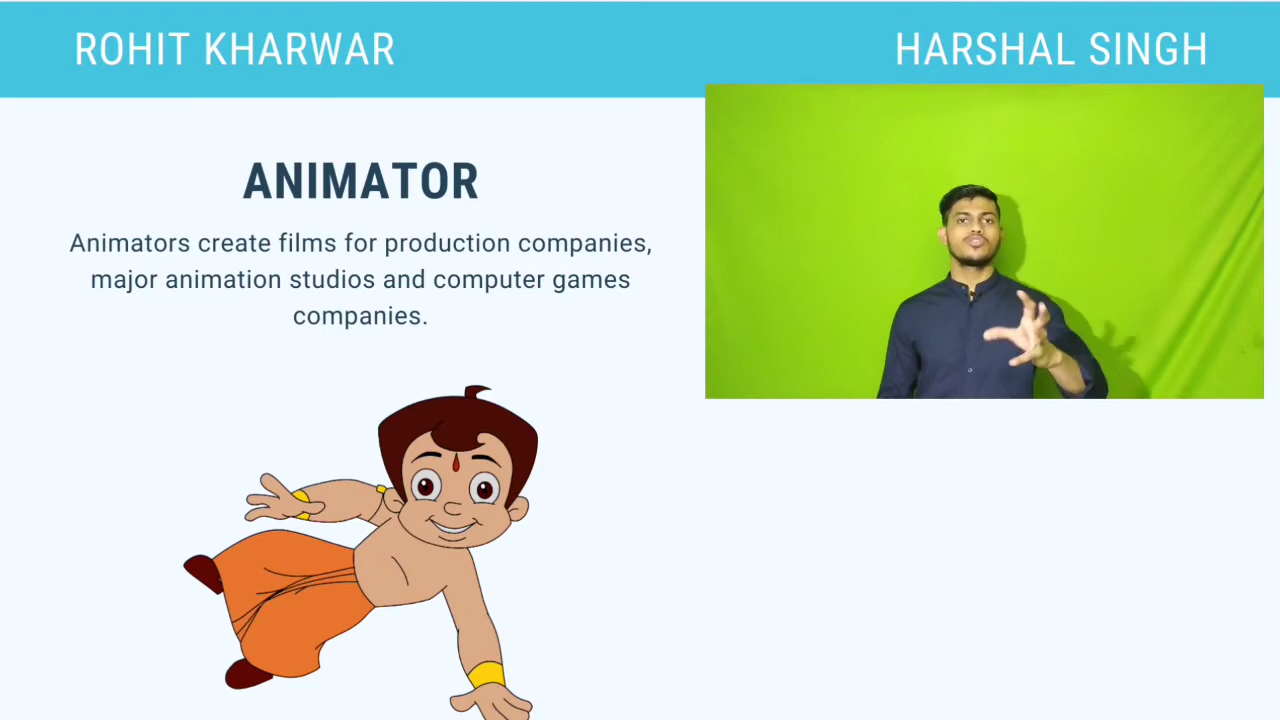 ROHIT KHARWAR
HARSHAL SINGH
ANIMATOR
Animators create films for production companies,
major animation studios and computer games
companies.